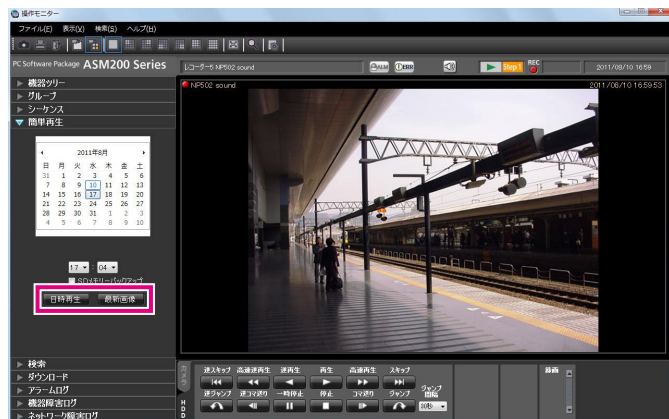 操作モニター
ファイル(E) 表示(V) 検索(S) ヘルプ(H)
PC Software Package ASM200 Series
レコーダー5 NP502 sound
ALM
ERR
Step1
REC
2011/08/10 16:59
機器ツリー
グループ
シーケンス
簡単再生
2011年8月
日 月 火 水 木 金 土
31 1 2 3 4 5 6
7 8 9 10 11 12 13
14 15 16 17 18 19 20
21 22 23 24 25 26 27
28 29 30 31 1 2 3
4 5 6 7 8 9 10
17 : 04
SDメモリーバックアップ
日時再生 最新画像
検索
ダウンロード
アラームログ
機器障害ログ
ネットワーク障害ログ
NP502 sound
2011/08/10 16:59:53
カメラ
HDD
逆スキップ 高速逆再生 逆再生 再生 高速再生 スキップ
逆ジャンプ 逆コマ送り 一時停止 停止 コマ送り ジャンプ
ジャンプ間隔
30秒
録画